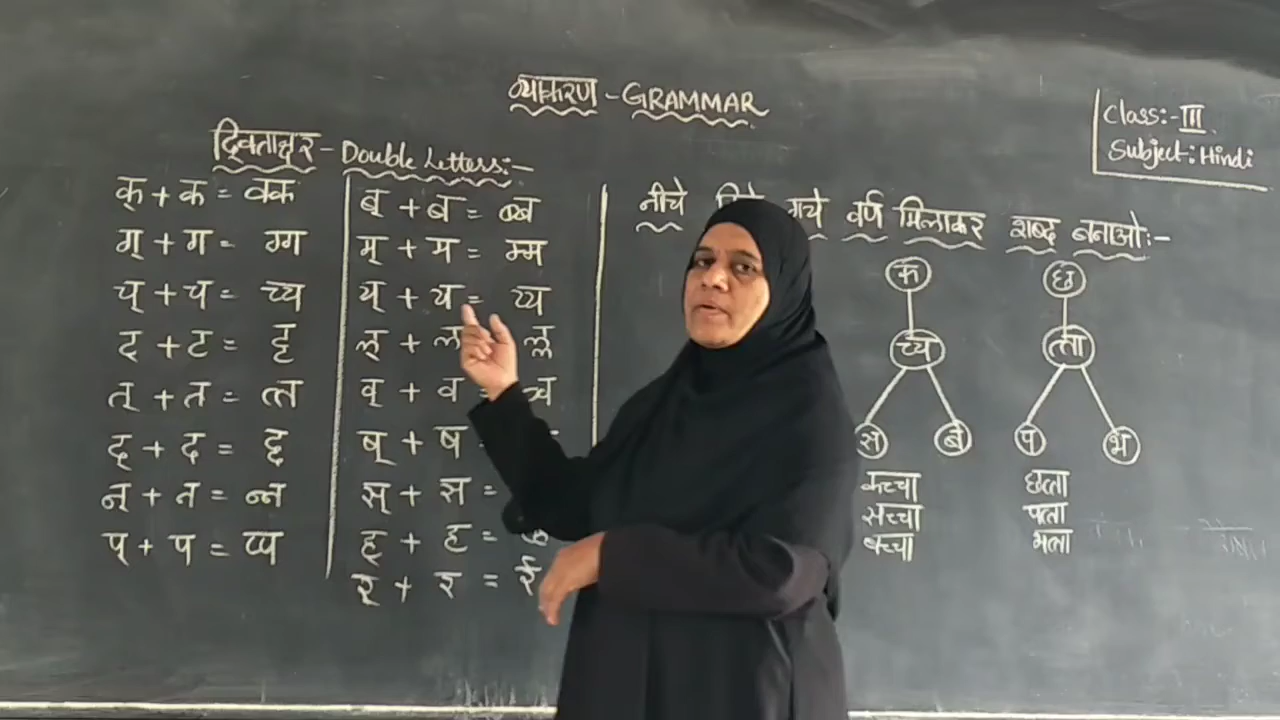 व्याकरण - GRAMMAR
Class:- III
Subject: Hindi
द्वित्ताक्षर - Double Letters:-
क् + क = क्क
ग् + ग = ग्ग
च् + च = च्च
ट् + ट = ट्ट
त् + त = त्त
द् + द = द्द
न् + न = न्न
प् + प = प्प
ब् + ब = ब्ब
म् + म = म्म
य् + य = य्य
ल् + ल = ल्ल
व् + व = व्व
ष् + ष =
स् + स =
ह् + ह =
र् + र = र्र
नीचे गये वर्ण मिलाकर शब्द बनाओ:-
क
च्च
स ब
कच्चा
सच्चा
बच्चा
छ
त्ता
प भ
छत्ता
पत्ता
भत्ता